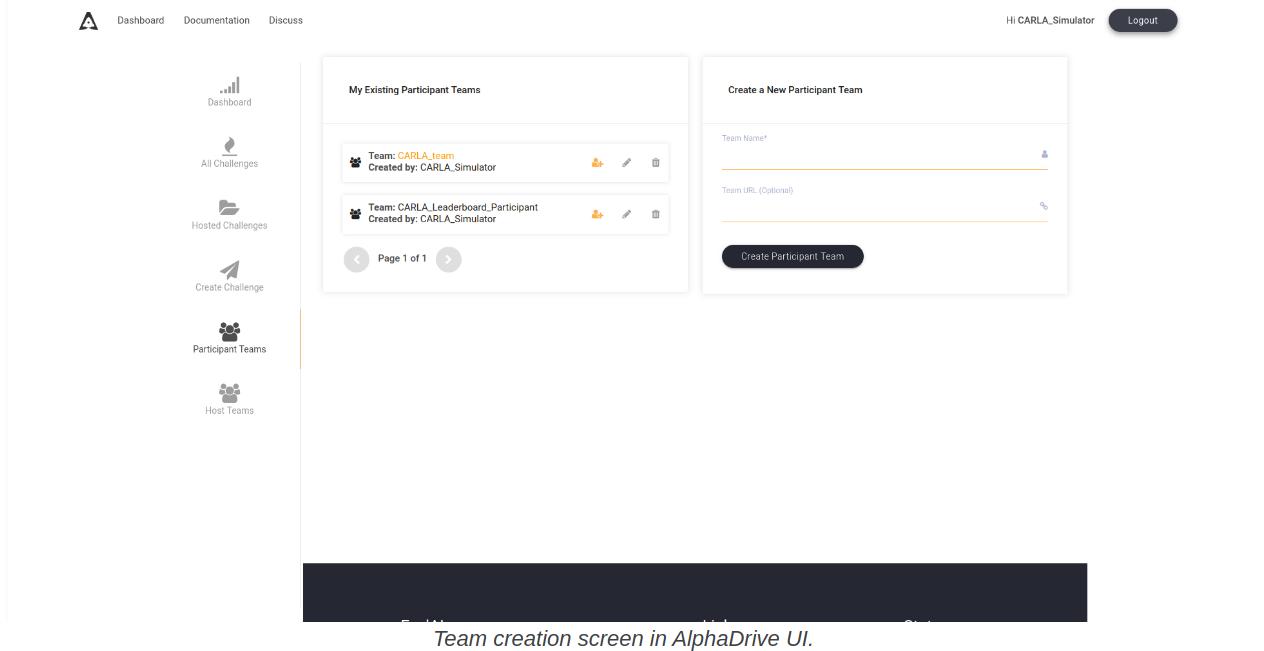 Dashboard Documentation Discuss Hi CARLA_Simulator Logout
Dashboard
All Challenges
Hosted Challenges
Create Challenge
Participant Teams
Host Teams
My Existing Participant Teams
Team: CARLA_team
Created by: CARLA_Simulator
Team: CARLA_Leaderboard_Participant
Created by: CARLA_Simulator
Page 1 of 1
Create a New Participant Team
Team Name*
Team URL (Optional)
Create Participant Team
Team creation screen in AlphaDrive UI.